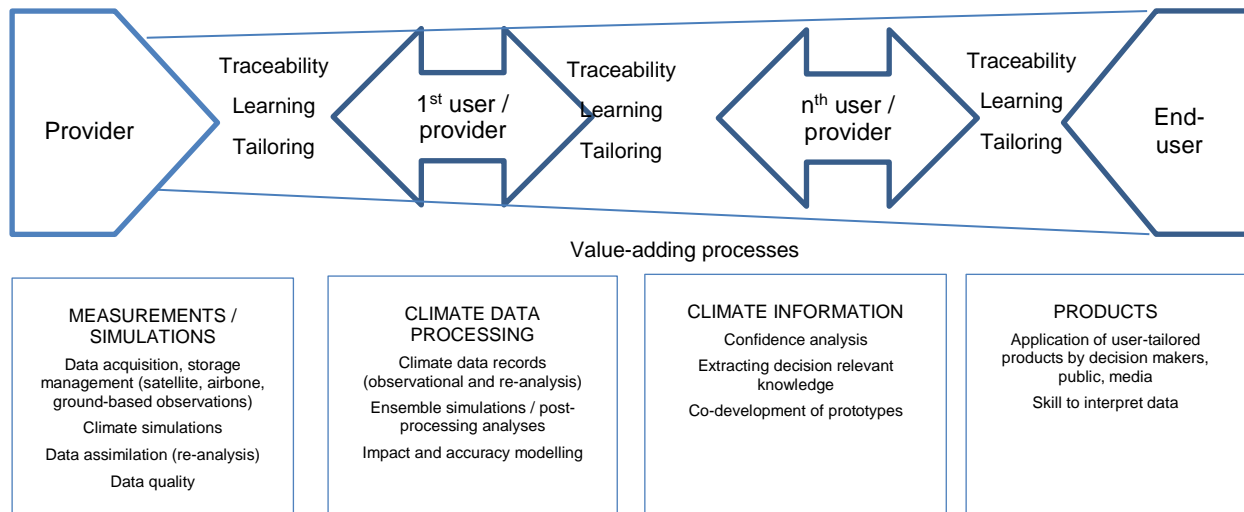 Provider
Traceability
Learning
Tailoring
1st user /
provider
Traceability
Learning
Tailoring
nth user /
provider
Traceability
Learning
Tailoring
End-
user
Value-adding processes
MEASUREMENTS /
SIMULATIONS
Data acquisition, storage
management (satellite, airbone,
ground-based observations)
Climate simulations
Data assimilation (re-analysis)
Data quality
CLIMATE DATA
PROCESSING
Climate data records
(observational and re-analysis)
Ensemble simulations / post-
processing analyses
Impact and accuracy modelling
CLIMATE INFORMATION
Confidence analysis
Extracting decision relevant
knowledge
Co-development of prototypes
PRODUCTS
Application of user-tailored
products by decision makers,
public, media
Skill to interpret data